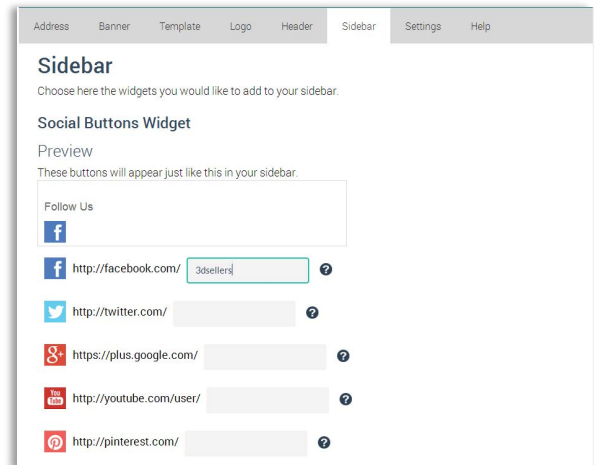 Address Banner Template Logo Header Sidebar Settings Help
Sidebar
Choose here the widgets you would like to add to your sidebar.
Social Buttons Widget
Preview
These buttons will appear just like this in your sidebar.
Follow Us
f
f http://facebook.com/ 3dsellers ?
http://twitter.com/ ?
g+ https://plus.google.com/ ?
You Tube http://youtube.com/user/ ?
http://pinterest.com/ ?